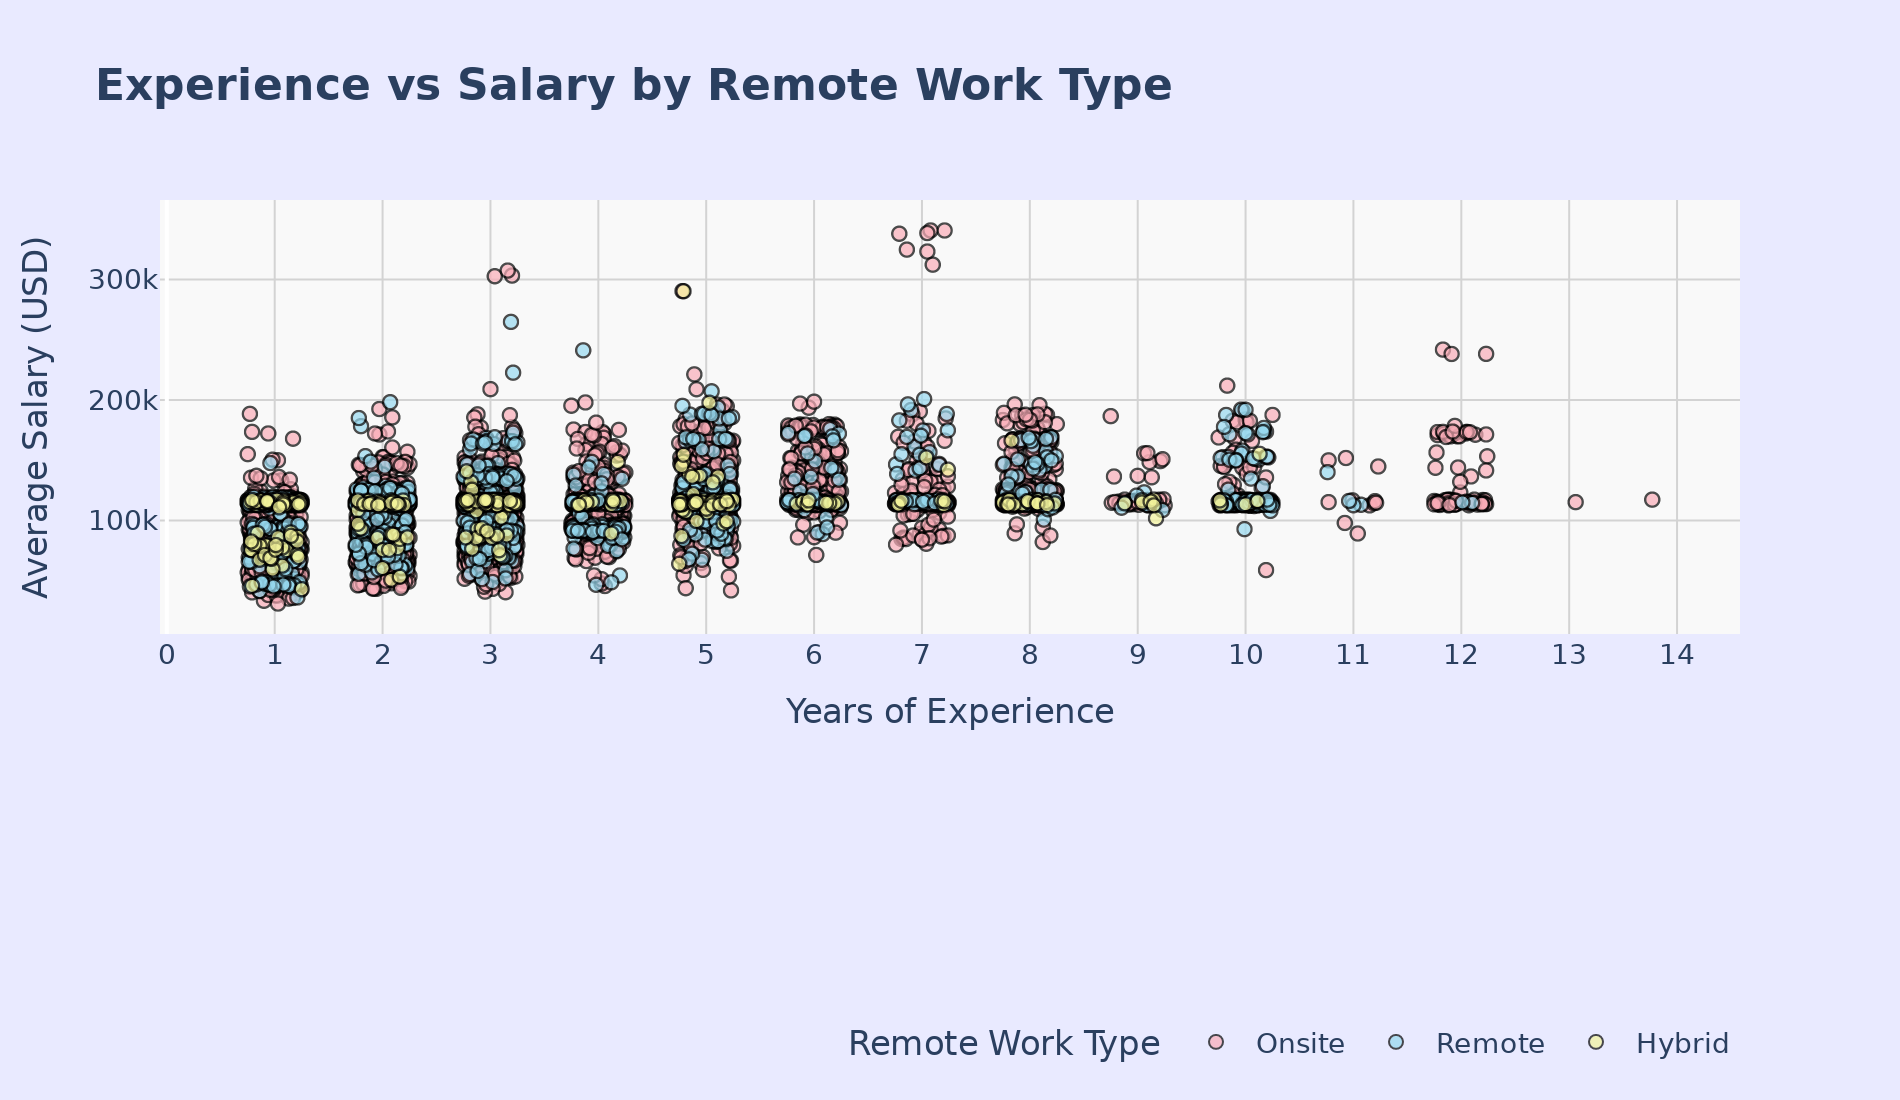 Experience vs Salary by Remote Work Type
Average Salary (USD)
300k
200k
100k
0 1 2 3 4 5 6 7 8 9 10 11 12 13 14
Years of Experience
Remote Work Type Onsite Remote Hybrid